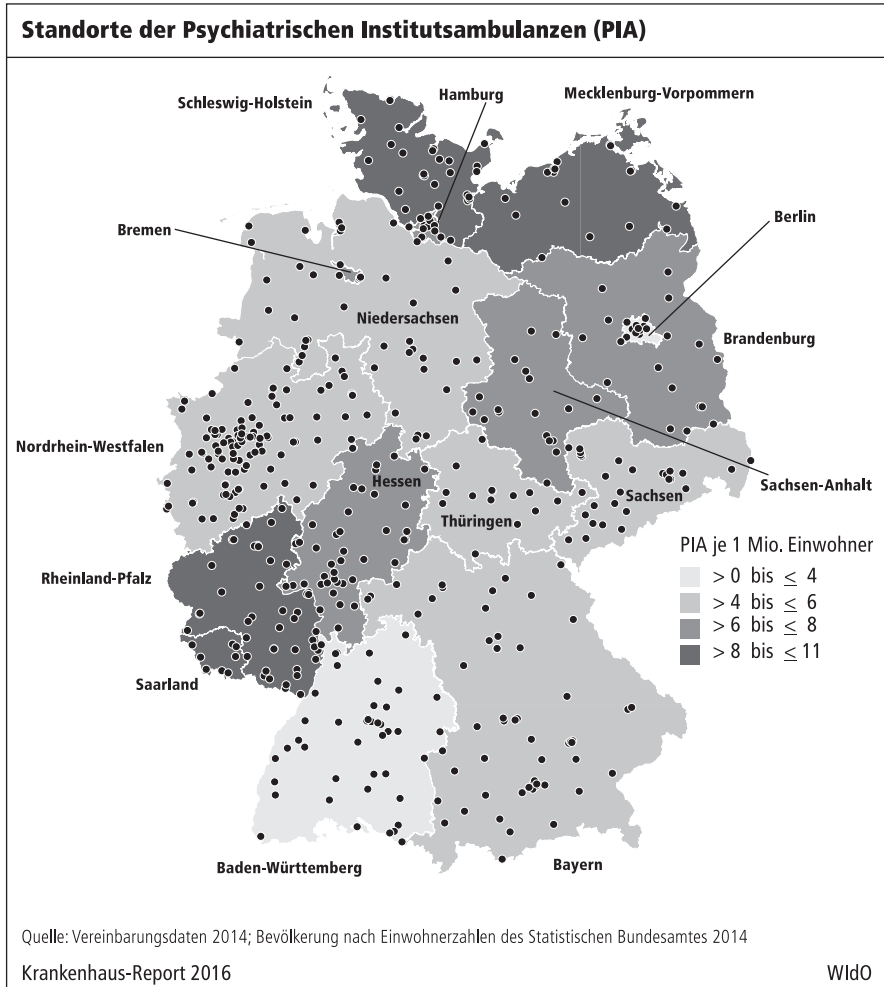 Standorte der Psychiatrischen Institutsambulanzen (PIA)
Schleswig-Holstein
Hamburg
Mecklenburg-Vorpommern
Bremen
Berlin
Niedersachsen
Brandenburg
Nordrhein-Westfalen
Hessen
Sachsen-Anhalt
Sachsen
Thüringen
Rheinland-Pfalz
Saarland
Baden-Württemberg
Bayern
PIA je 1 Mio. Einwohner
> 0 bis ≤ 4
> 4 bis ≤ 6
> 6 bis ≤ 8
> 8 bis ≤ 11
Quelle: Vereinbarungsdaten 2014; Bevölkerung nach Einwohnerzahlen des Statistischen Bundesamtes 2014
Krankenhaus-Report 2016
WIdO